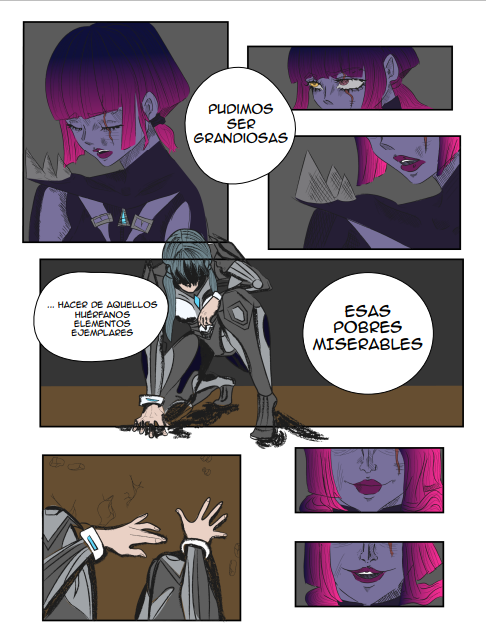 PUDIMOS
SER
GRANDIOSAS
... HACER DE AQUELLOS
HUÉRFANOS
ELEMENTOS
EJEMPLARES
ESAS
POBRES
MISERABLES